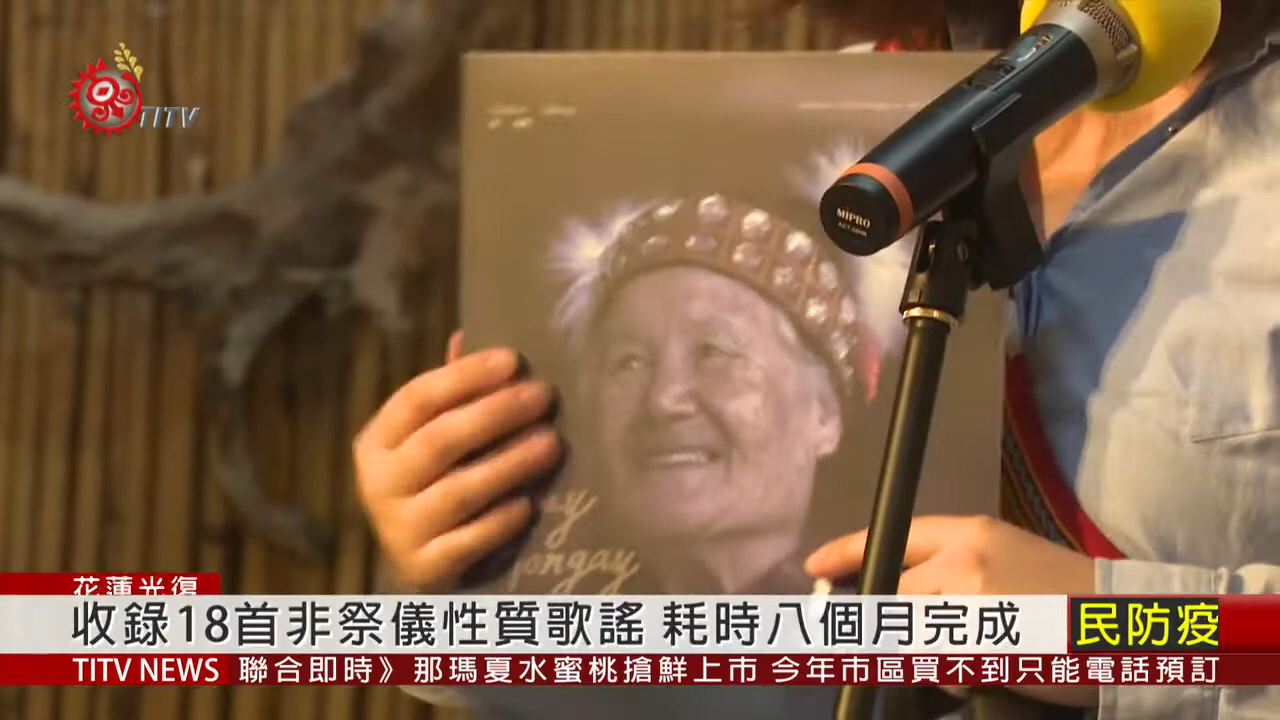 TITV
MIPRO
花蓮光復
收錄18首非祭儀性質歌謠 耗時八個月完成
民防疫
TITV NEWS 聯合即時》那瑪夏水蜜桃搶鮮上市 今年市區買不到只能電話預訂